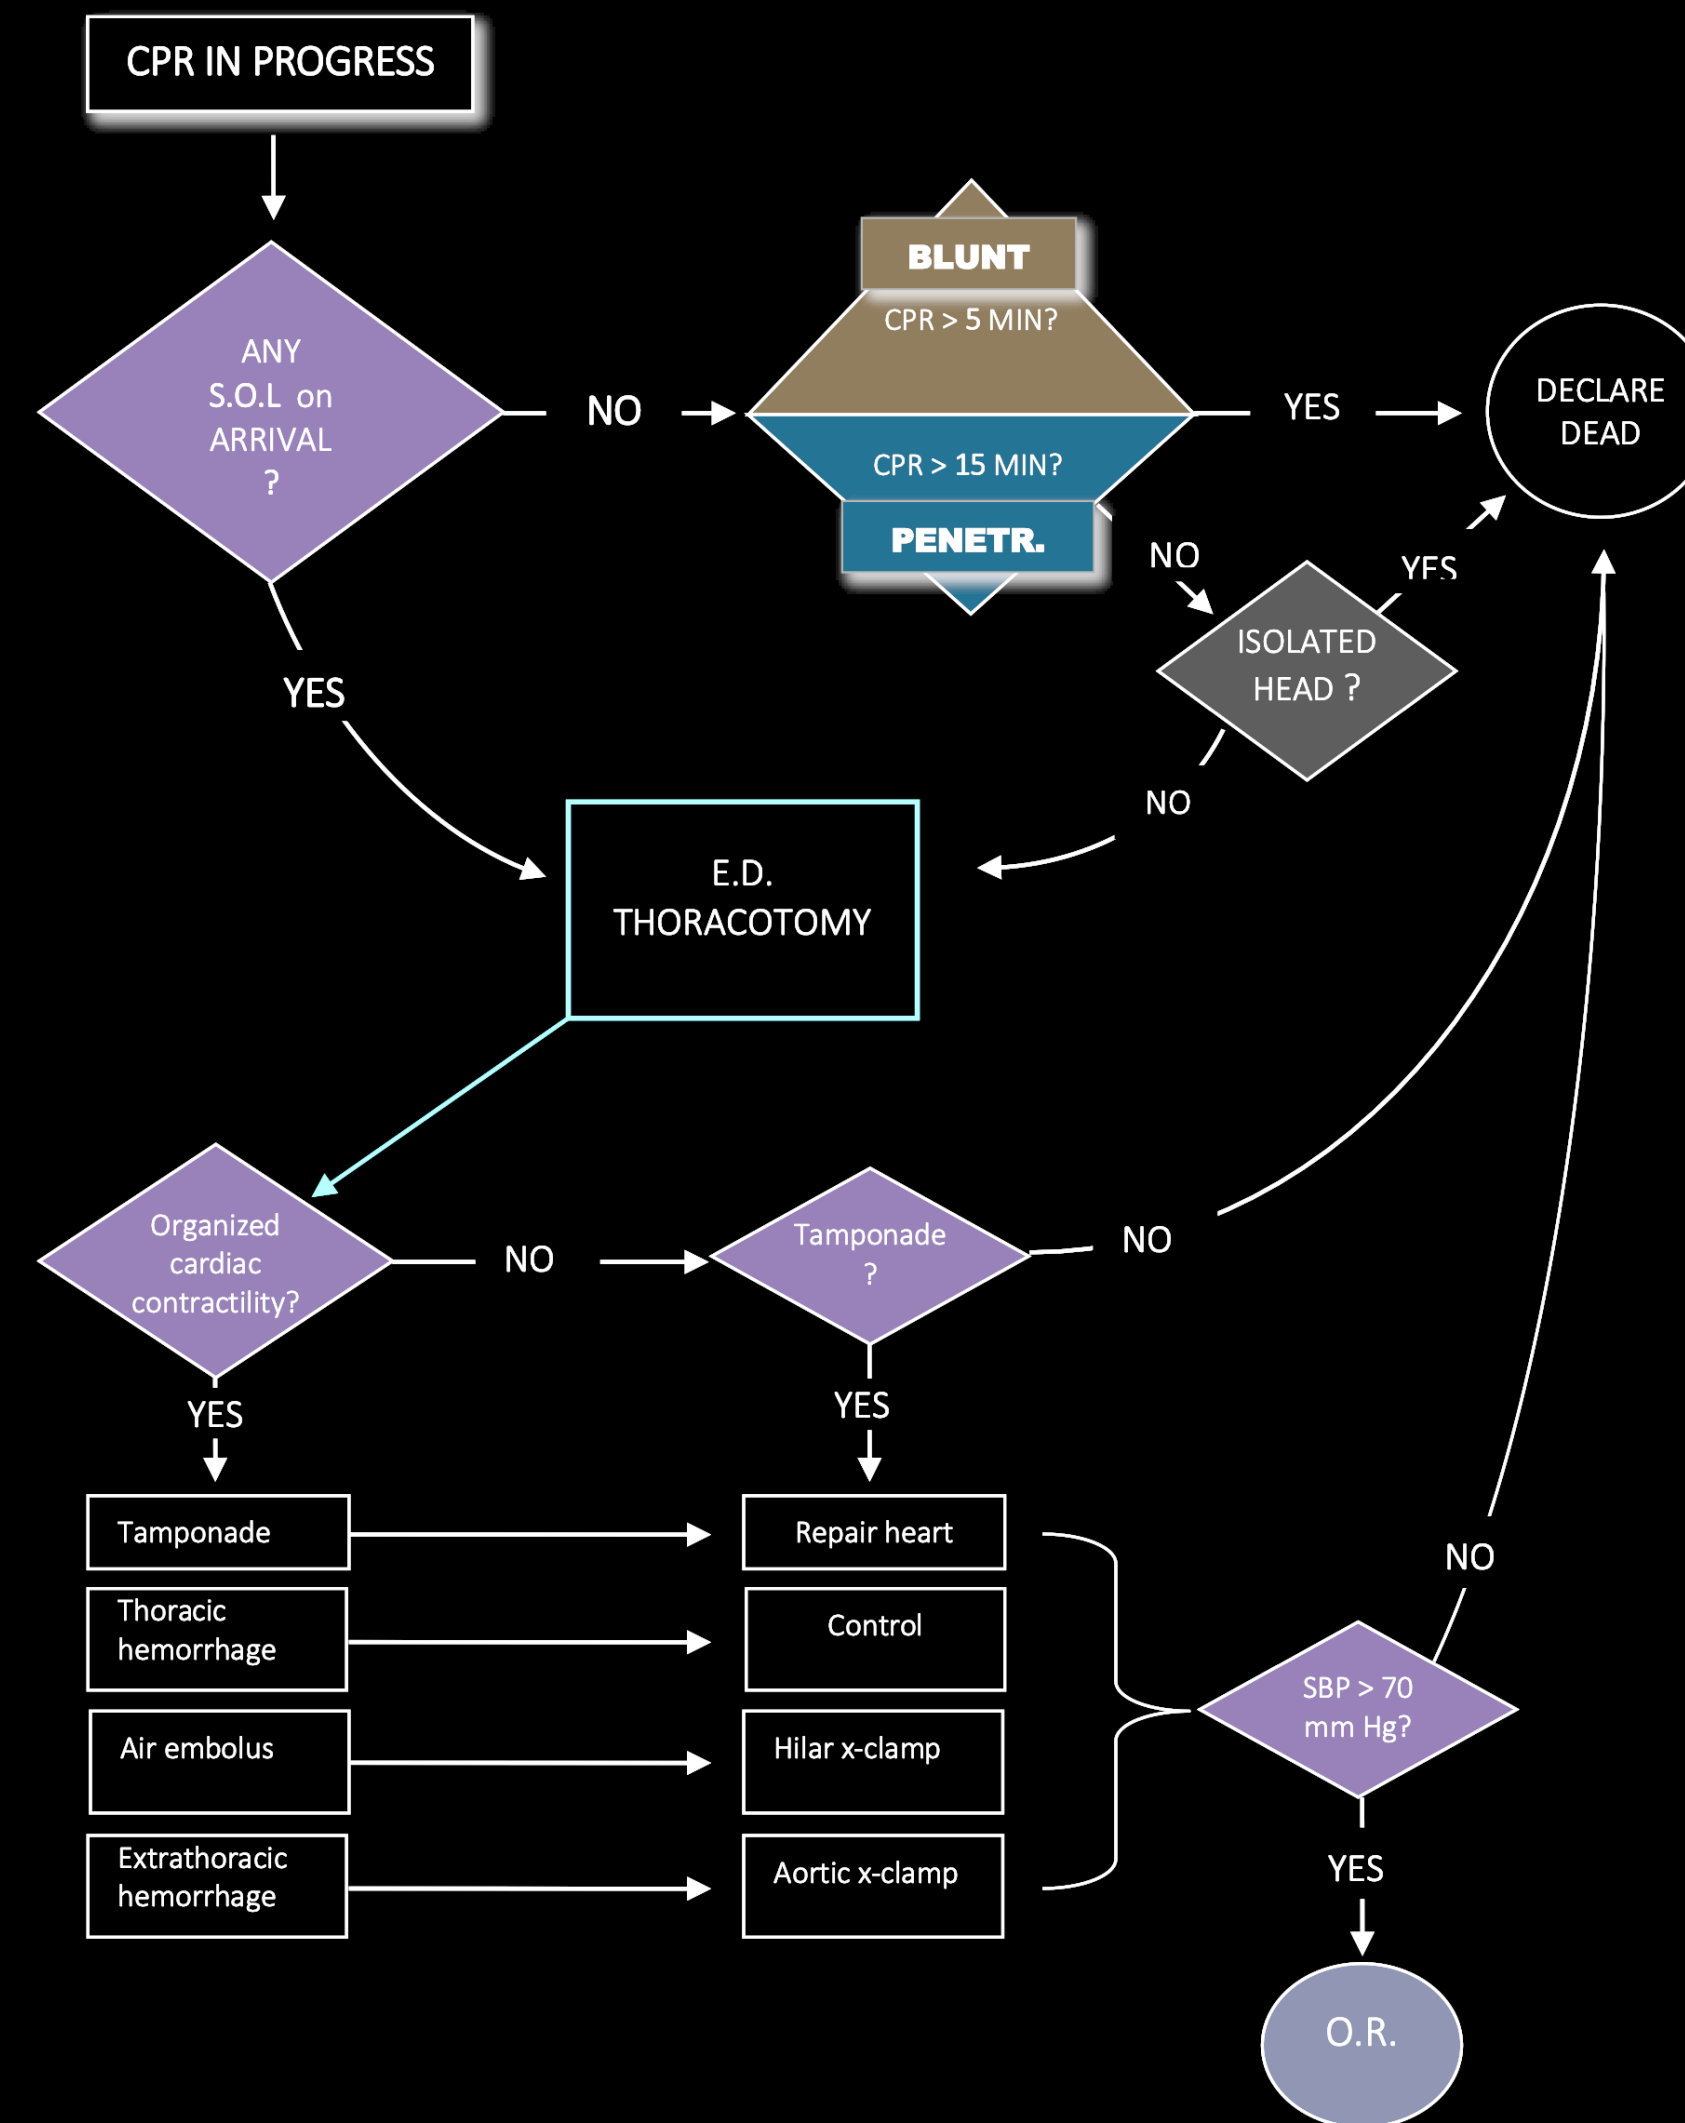 CPR IN PROGRESS
ANY
S.O.L on
ARRIVAL
?
NO
BLUNT
CPR > 5 MIN?
CPR > 15 MIN?
PENETR.
YES
DECLARE
DEAD
NO
YES
ISOLATED
HEAD ?
YES
NO
E.D.
THORACOTOMY
Organized
cardiac
contractility?
NO
Tamponade
?
NO
YES
YES
Tamponade
Repair heart
Thoracic
hemorrhage
Control
Air embolus
Hilar x-clamp
Extrathoracic
hemorrhage
Aortic x-clamp
NO
SBP > 70
mm Hg?
YES
O.R.